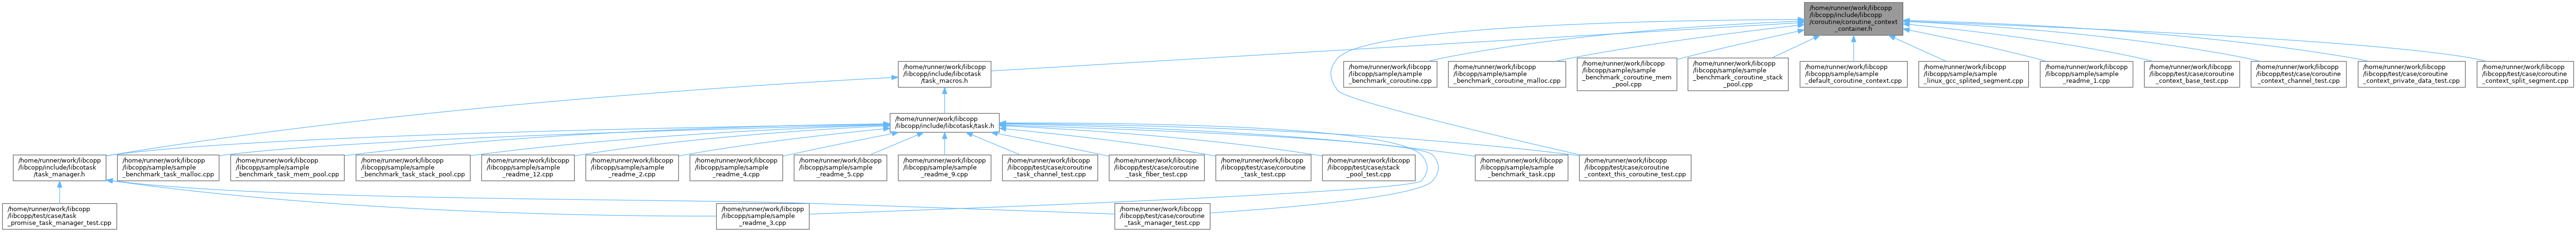 /home/runner/work/libcopp
/libcopp/include/libcopp
/coroutine/coroutine_context
_container.h
/home/runner/work/libcopp
/libcopp/include/libcotask
/task_macros.h
/home/runner/work/libcopp
/libcopp/sample/sample
_benchmark_coroutine.cpp
/home/runner/work/libcopp
/libcopp/sample/sample
_benchmark_coroutine_malloc.cpp
/home/runner/work/libcopp
/libcopp/sample/sample
_benchmark_coroutine_mem
_pool.cpp
/home/runner/work/libcopp
/libcopp/sample/sample
_benchmark_coroutine_stack
_pool.cpp
/home/runner/work/libcopp
/libcopp/sample/sample
_default_coroutine_context.cpp
/home/runner/work/libcopp
/libcopp/sample/sample
_linux_gcc_splited_segment.cpp
/home/runner/work/libcopp
/libcopp/sample/sample
_readme_1.cpp
/home/runner/work/libcopp
/libcopp/test/case/coroutine
_context_base_test.cpp
/home/runner/work/libcopp
/libcopp/test/case/coroutine
_context_channel_test.cpp
/home/runner/work/libcopp
/libcopp/test/case/coroutine
_context_private_data_test.cpp
/home/runner/work/libcopp
/libcopp/test/case/coroutine
_context_split_segment.cpp
/home/runner/work/libcopp
/libcopp/include/libcotask/task.h
/home/runner/work/libcopp
/libcopp/include/libcotask
/task_manager.h
/home/runner/work/libcopp
/libcopp/sample/sample
_benchmark_task_malloc.cpp
/home/runner/work/libcopp
/libcopp/sample/sample
_benchmark_task_mem_pool.cpp
/home/runner/work/libcopp
/libcopp/sample/sample
_benchmark_task_stack_pool.cpp
/home/runner/work/libcopp
/libcopp/sample/sample
_readme_12.cpp
/home/runner/work/libcopp
/libcopp/sample/sample
_readme_2.cpp
/home/runner/work/libcopp
/libcopp/sample/sample
_readme_4.cpp
/home/runner/work/libcopp
/libcopp/sample/sample
_readme_5.cpp
/home/runner/work/libcopp
/libcopp/sample/sample
_readme_9.cpp
/home/runner/work/libcopp
/libcopp/test/case/coroutine
_task_channel_test.cpp
/home/runner/work/libcopp
/libcopp/test/case/coroutine
_task_fiber_test.cpp
/home/runner/work/libcopp
/libcopp/test/case/coroutine
_task_test.cpp
/home/runner/work/libcopp
/libcopp/test/case/stack
_pool_test.cpp
/home/runner/work/libcopp
/libcopp/sample/sample
_benchmark_task.cpp
/home/runner/work/libcopp
/libcopp/test/case/coroutine
_context_this_coroutine_test.cpp
/home/runner/work/libcopp
/libcopp/test/case/task
_promise_task_manager_test.cpp
/home/runner/work/libcopp
/libcopp/sample/sample
_readme_3.cpp
/home/runner/work/libcopp
/libcopp/test/case/coroutine
_task_manager_test.cpp